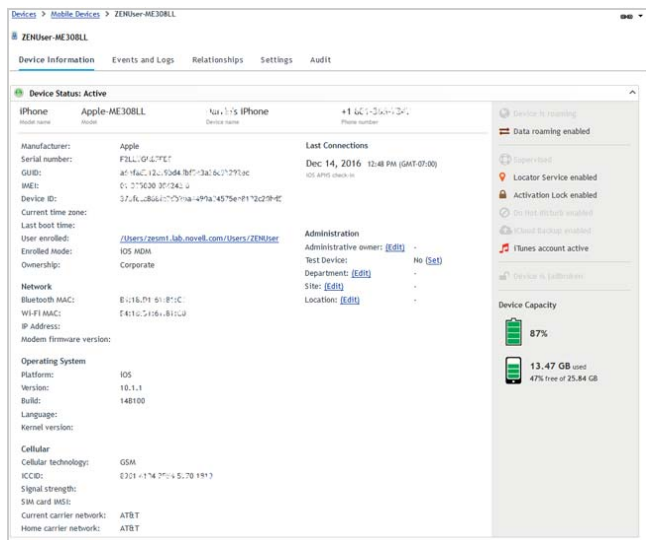 Devices > Mobile Devices > ZENUser-ME308LL
ZENUser-ME308LL
Device Information Events and Logs Relationships Settings Audit
Device Status: Active
iPhone Apple-ME308LL iPhone +1
Model name Model Device name Phone number
Device is roaming
Data roaming enabled
Supervised
Locator Service enabled
Activation Lock enabled
Do Not Disturb enabled
iCloud Backup enabled
iTunes account active
Device is Jailbroken
Device Capacity
87%
13.47 GB used
47% free of 25.84 GB
Manufacturer: Apple
Serial number:
GUID:
IMEI:
Device ID:
Current time zone:
Last boot time:
User enrolled: /Users/zesm1.lab.novell.com/Users/ZENUser
Enrolled Mode: iOS MDM
Ownership: Corporate
Last Connections
Dec 14, 2016 12:48 PM (GMT-07:00)
iOS APNS check-in
Administration
Administrative owner: (Edit) -
Test Device: No (Set)
Department: (Edit) -
Site: (Edit) -
Location: (Edit) -
Network
Bluetooth MAC:
Wi-Fi MAC:
IP Address:
Modem firmware version:
Operating System
Platform: iOS
Version: 10.1.1
Build: 14B100
Language:
Kernel version:
Cellular
Cellular technology: GSM
ICCID:
Signal strength:
SIM card IMSI:
Current carrier network: AT&T
Home carrier network: AT&T